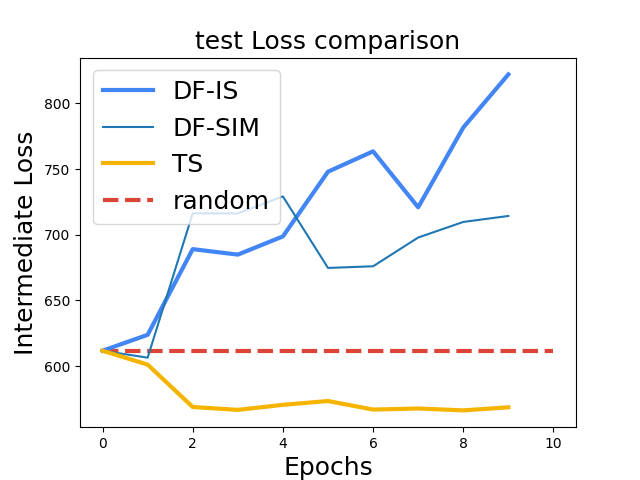 test Loss comparison
Intermediate Loss
800
750
700
650
600
DF-IS
DF-SIM
TS
random
0 2 4 6 8 10
Epochs